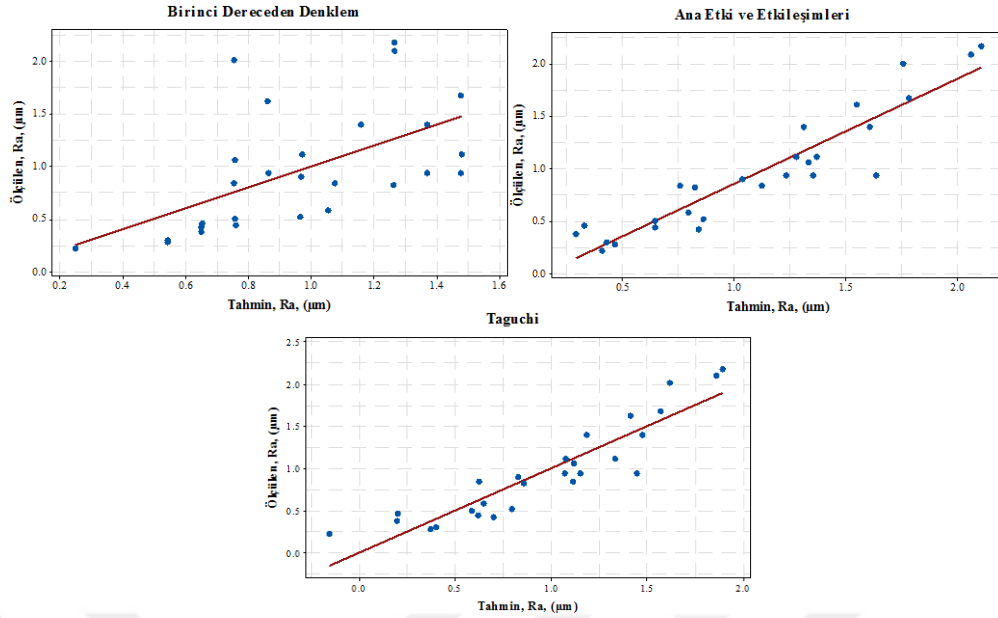 Birinci Dereceden Denklem
Ölçülen, Ra, (µm)
2.0
1.5
1.0
0.5
0.0
0.2 0.4 0.6 0.8 1.0 1.2 1.4 1.6
Tahmin, Ra, (µm)
Ana Etki ve Etkileşimleri
Ölçülen, Ra, (µm)
2.0
1.5
1.0
0.5
0.0
0.5 1.0 1.5 2.0
Tahmin, Ra, (µm)
Taguchi
Ölçülen, Ra, (µm)
2.5
2.0
1.5
1.0
0.5
0.0
0.0 0.5 1.0 1.5 2.0
Tahmin, Ra, (µm)